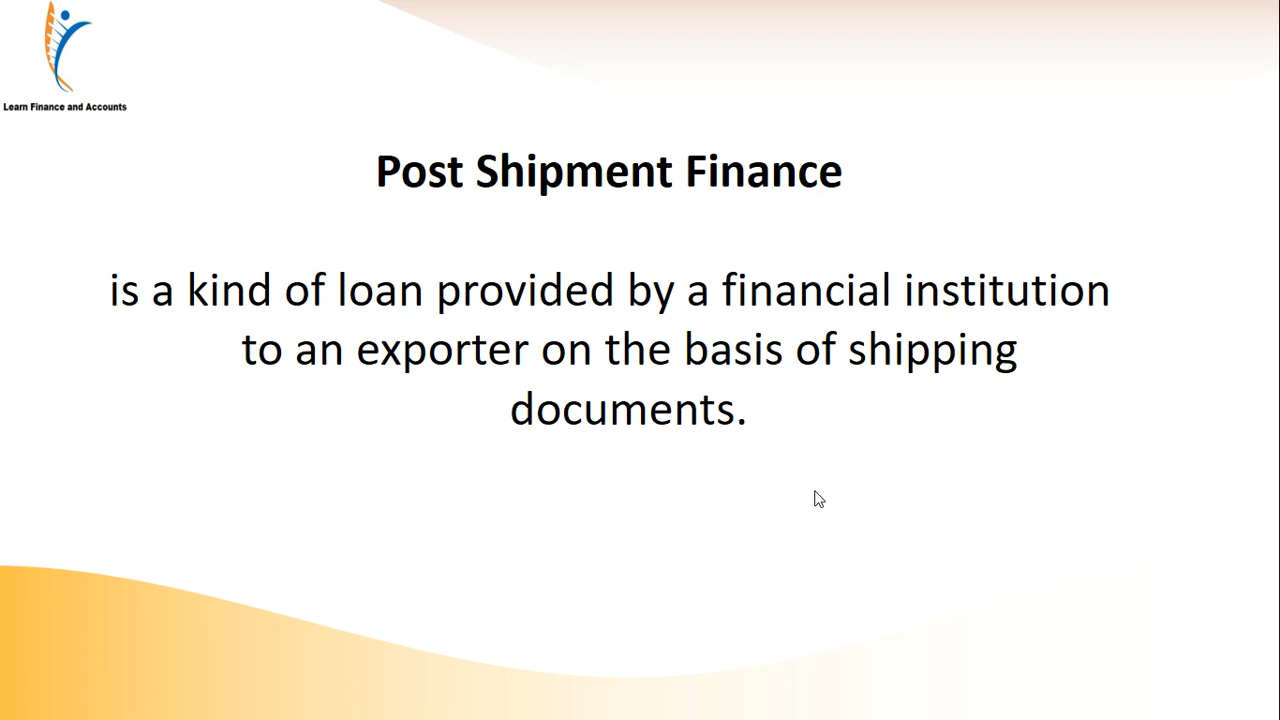 Learn Finance and Accounts
Post Shipment Finance
is a kind of loan provided by a financial institution
to an exporter on the basis of shipping
documents.